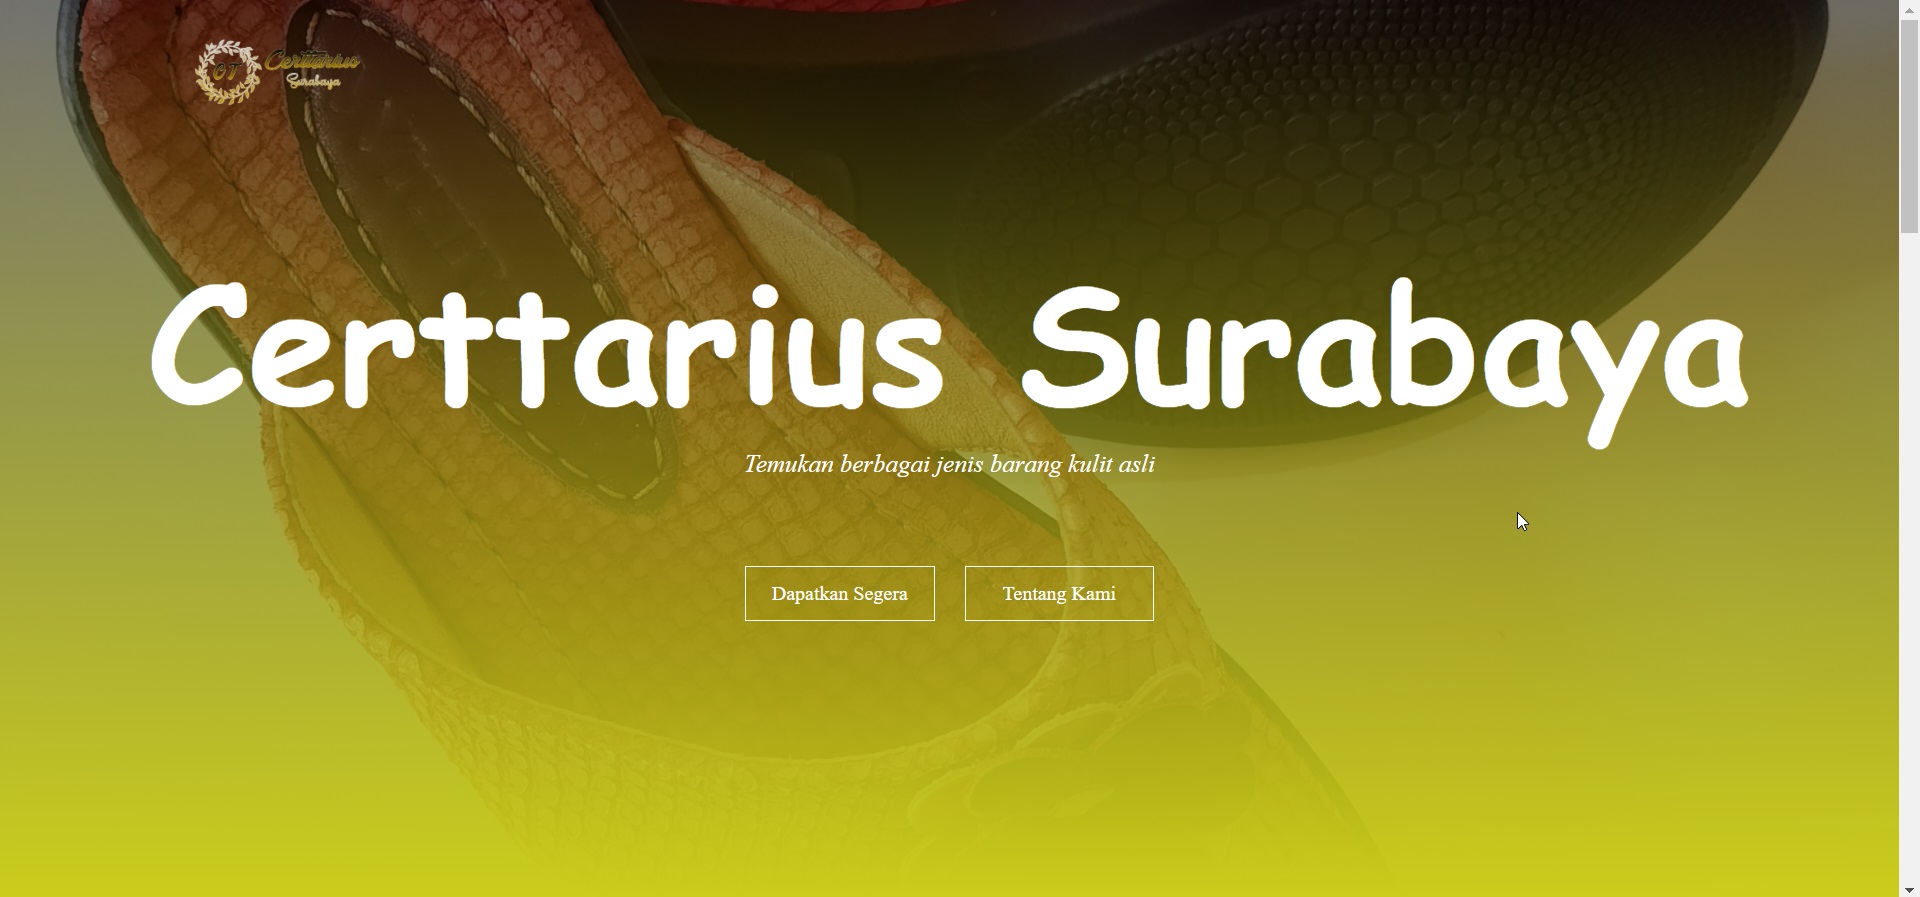 CT
Certtarius
Surabaya
Certtarius Surabaya
Temukan berbagai jenis barang kulit asli
Dapatkan Segera
Tentang Kami